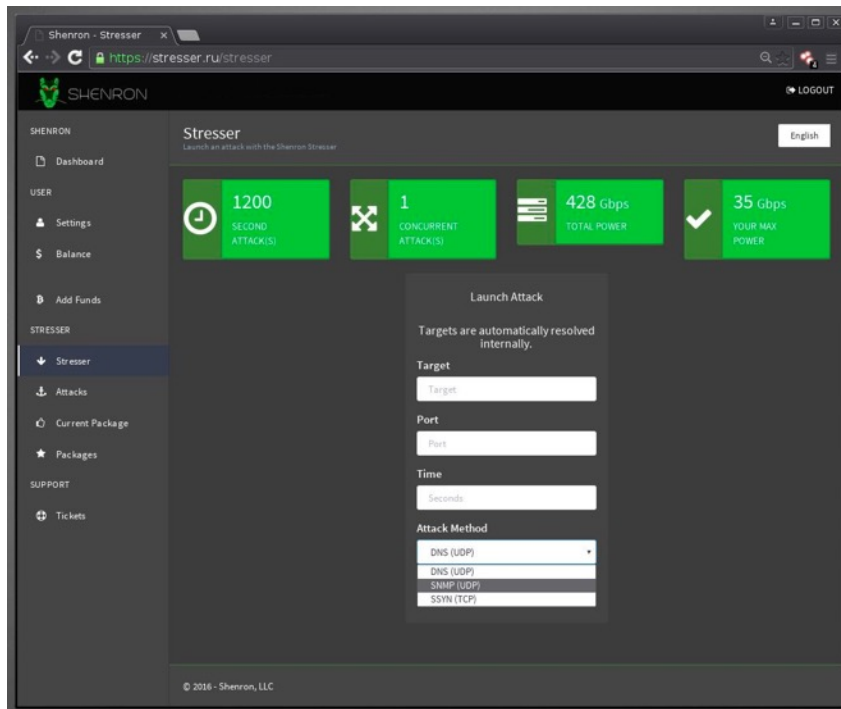 Shenron - Stresser
https://stresser.ru/stresser
4
SHENRON
LOGOUT
SHENRON
Dashboard
USER
Settings
Balance
Add Funds
STRESSER
Stresser
Attacks
Current Package
Packages
SUPPORT
Tickets
Stresser
Launch an attack with the Shenron Stresser
English
1200
SECOND
ATTACK(S)
1
CONCURRENT
ATTACK(S)
428 Gbps
TOTAL POWER
35 Gbps
YOUR MAX
POWER
Launch Attack
Targets are automatically resolved
internally.
Target
Target
Port
Port
Time
Seconds
Attack Method
DNS (UDP)
DNS (UDP)
SNMP (UDP)
SSYN (TCP)
© 2016 - Shenron, LLC